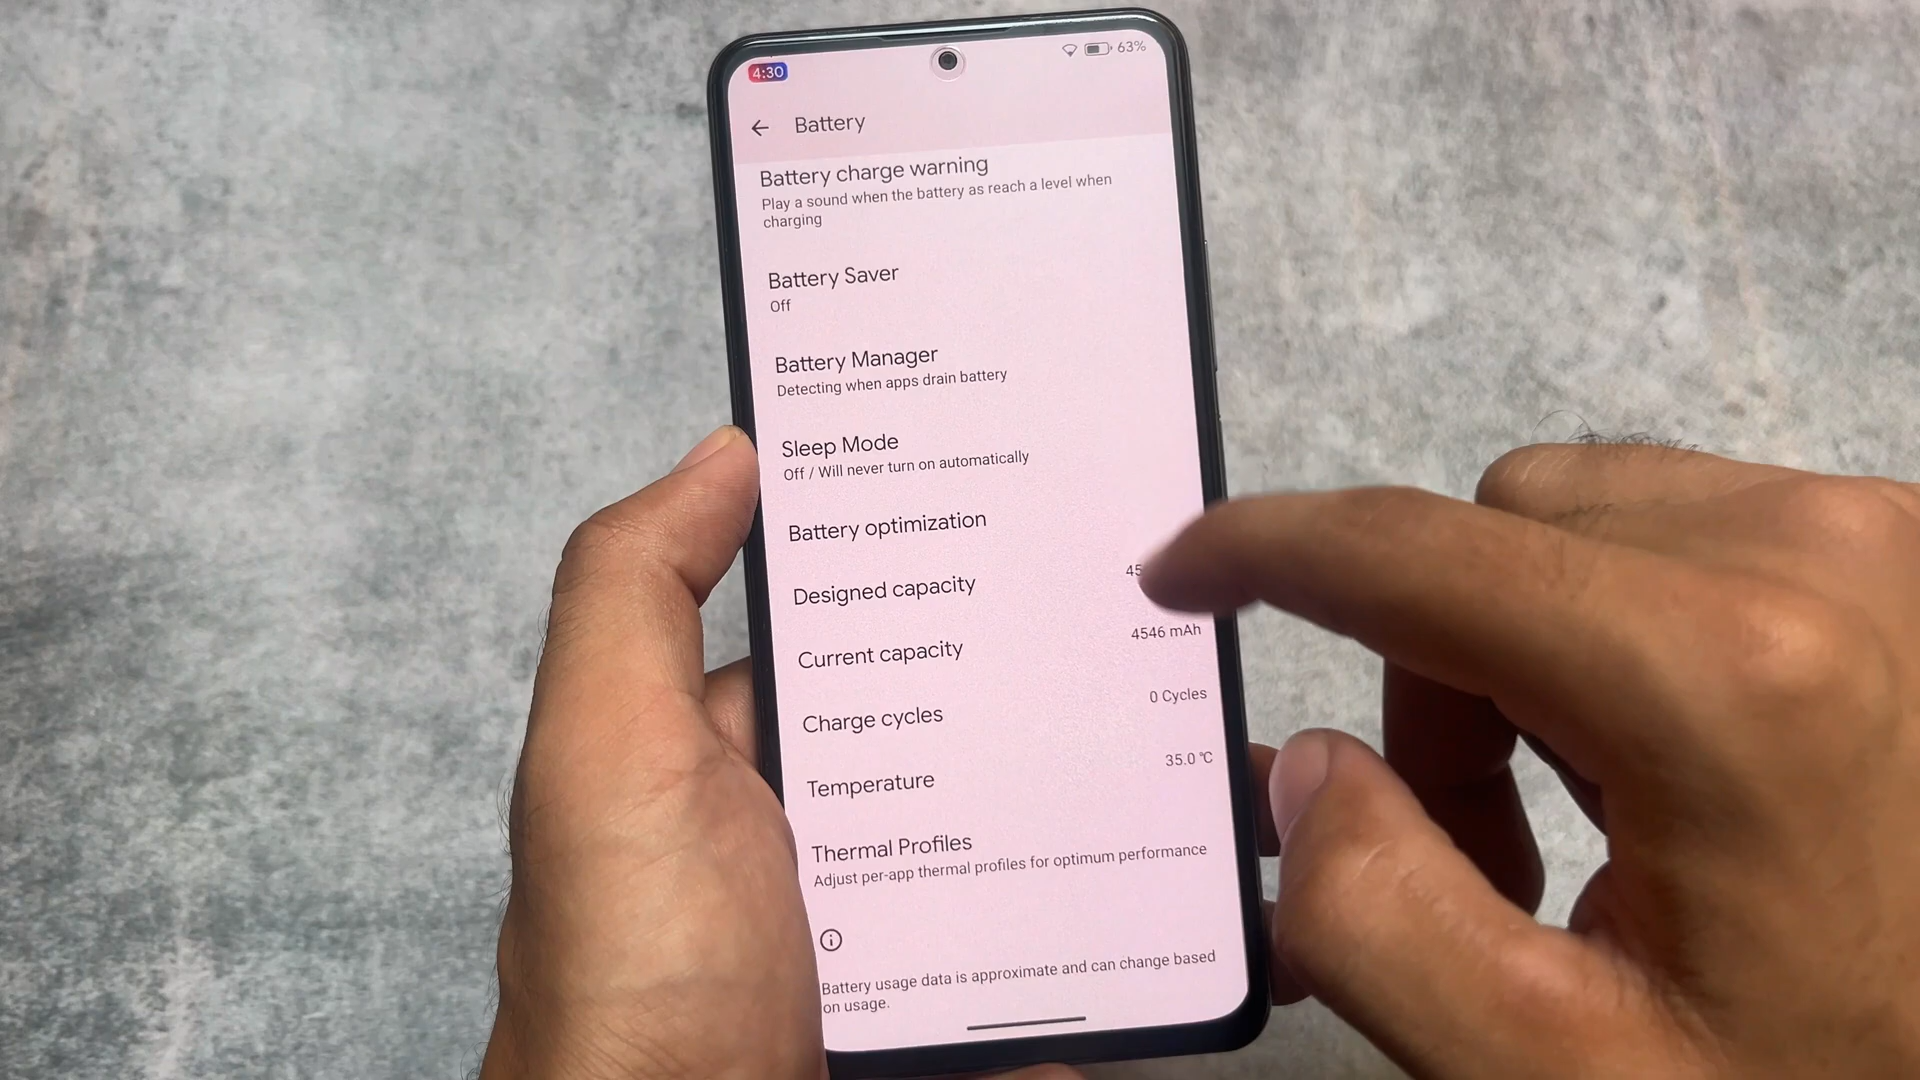 4:30
63%
Battery
Battery charge warning
Play a sound when the battery as reach a level when
charging
Battery Saver
Off
Battery Manager
Detecting when apps drain battery
Sleep Mode
Off / Will never turn on automatically
Battery optimization
Designed capacity
Current capacity
4546 mAh
Charge cycles
0 Cycles
Temperature
35.0 ℃
Thermal Profiles
Adjust per-app thermal profiles for optimum performance
Battery usage data is approximate and can change based
on usage.